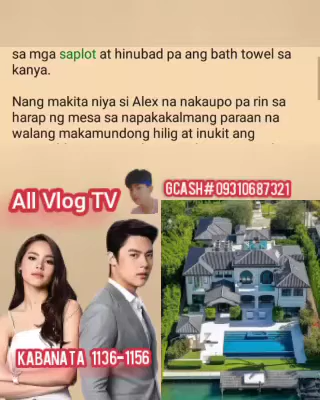 sa mga saplot at hinubad pa ang bath towel sa
kanya.
Nang makita niya si Alex na nakaupo pa rin sa
harap ng mesa sa napakakalmang paraan na
walang makamundong hilig at inukit ang
All Vlog TV
GCASH#09310687321
KABANATA 1136-1156